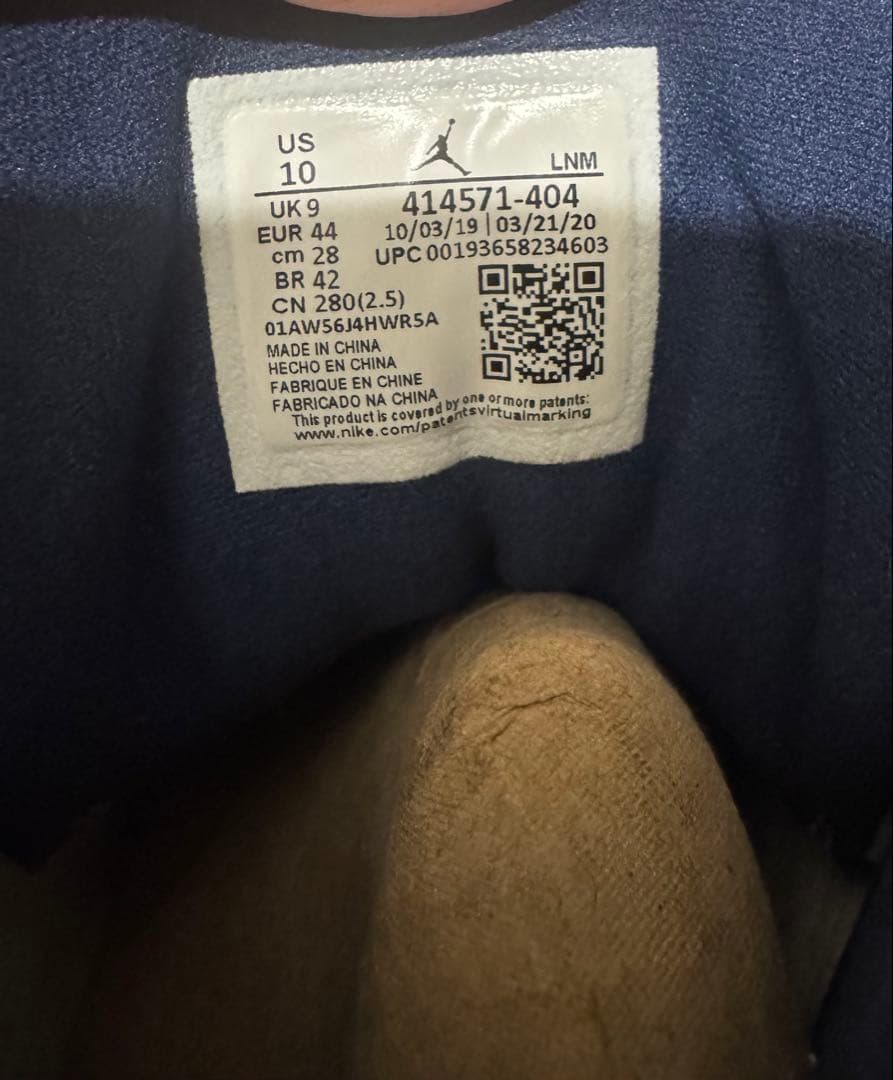 US
10
LNM
UK 9
414571-404
EUR 44
10/03/19 | 03/21/20
cm 28
UPC 00193658234603
BR 42
CN 280(2.5)
01AW56J4HWR5A
MADE IN CHINA
HECHO EN CHINA
FABRIQUE EN CHINE
FABRICADO NA CHINA
This product is covered by one or more patents:
www.nike.com/patentsvirtualmarking